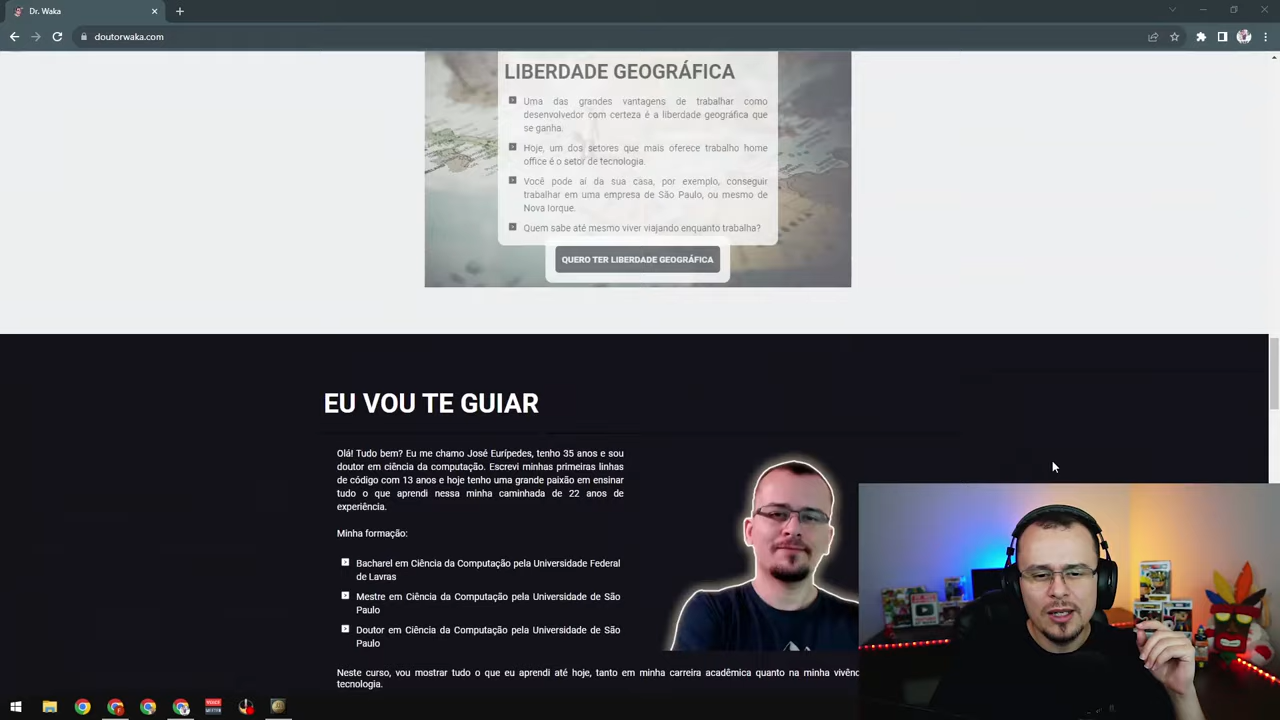 Dr. Waka
doutorwaka.com
LIBERDADE GEOGRÁFICA
Uma das grandes vantagens de trabalhar como
desenvolvedor com certeza é a liberdade geográfica que
se ganha.
Hoje, um dos setores que mais oferece trabalho home
office é o setor de tecnologia.
Você pode aí da sua casa, por exemplo, conseguir
trabalhar em uma empresa de São Paulo, ou mesmo de
Nova Iorque.
Quem sabe até mesmo viver viajando enquanto trabalha?
QUERO TER LIBERDADE GEOGRÁFICA
EU VOU TE GUIAR
Olá! Tudo bem? Eu me chamo José Eurípedes, tenho 35 anos e sou
doutor em ciência da computação. Escrevi minhas primeiras linhas
de código com 13 anos e hoje tenho uma grande paixão em ensinar
tudo o que aprendi nessa minha caminhada de 22 anos de
experiência.
Minha formação:
Bacharel em Ciência da Computação pela Universidade Federal
de Lavras
Mestre em Ciência da Computação pela Universidade de São
Paulo
Doutor em Ciência da Computação pela Universidade de São
Paulo
Neste curso, vou mostrar tudo o que eu aprendi até hoje, tanto em minha carreira acadêmica quanto na minha vivên
tecnologia.